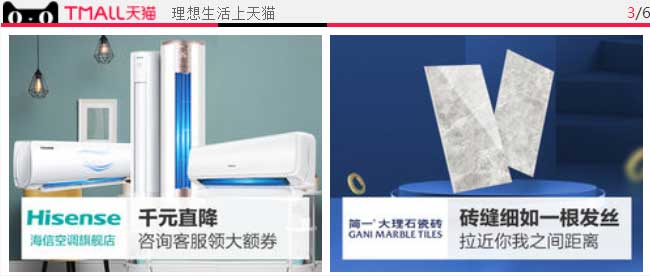 TMALL天猫 理想生活上天猫 3/6
Hisense
海信空调旗舰店
千元直降
咨询客服领大额券
简一®大理石瓷砖
GANI MARBLE TILES
砖缝细如一根发丝
拉近你我之间距离